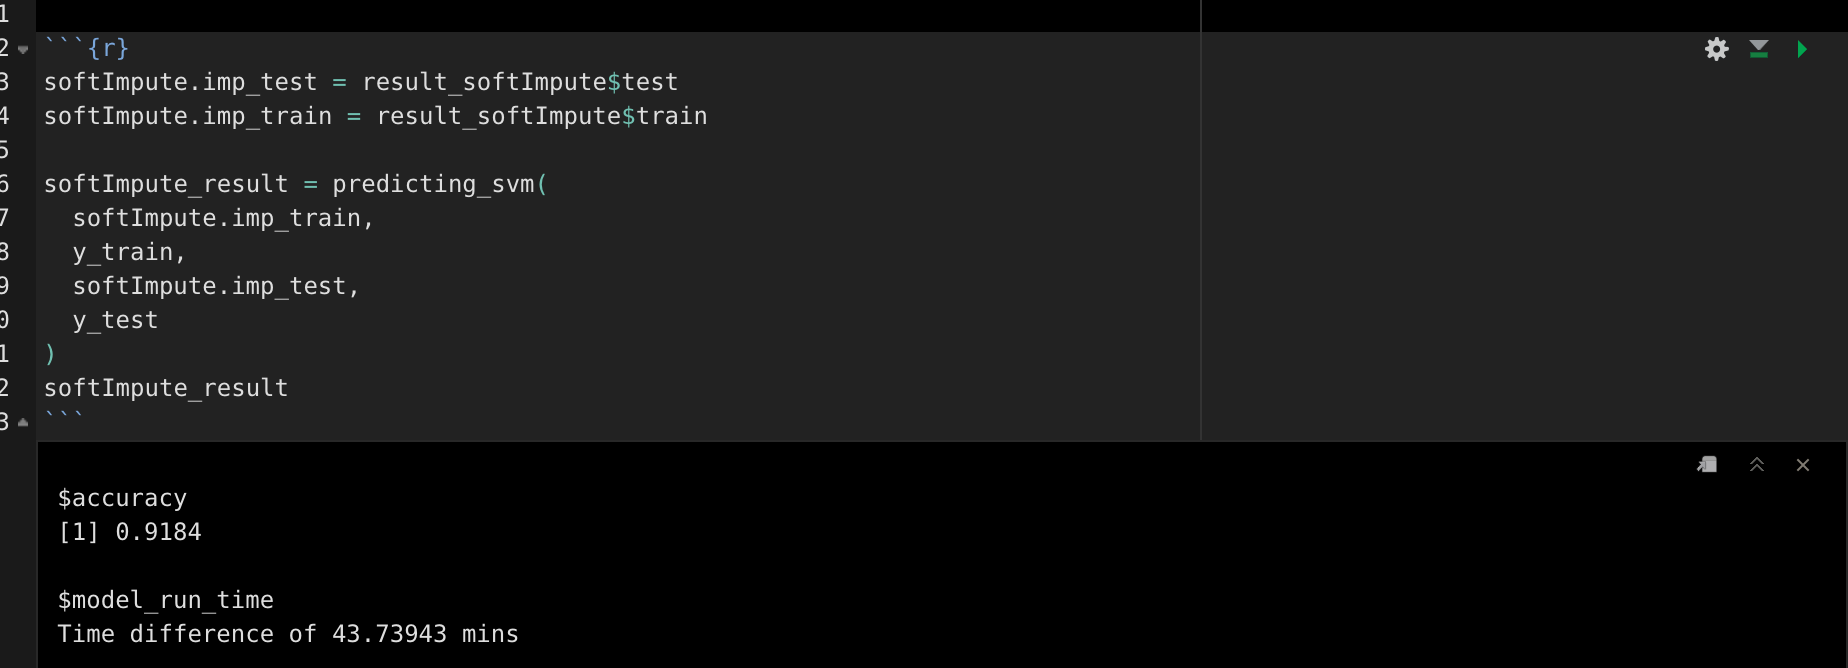 1
2 ```{r}
3 softImpute.imp_test = result_softImpute$test
4 softImpute.imp_train = result_softImpute$train
5
6 softImpute_result = predicting_svm(
7   softImpute.imp_train,
8   y_train,
9   softImpute.imp_test,
0   y_test
1 )
2 softImpute_result
3 ```
$accuracy
[1] 0.9184
$model_run_time
Time difference of 43.73943 mins